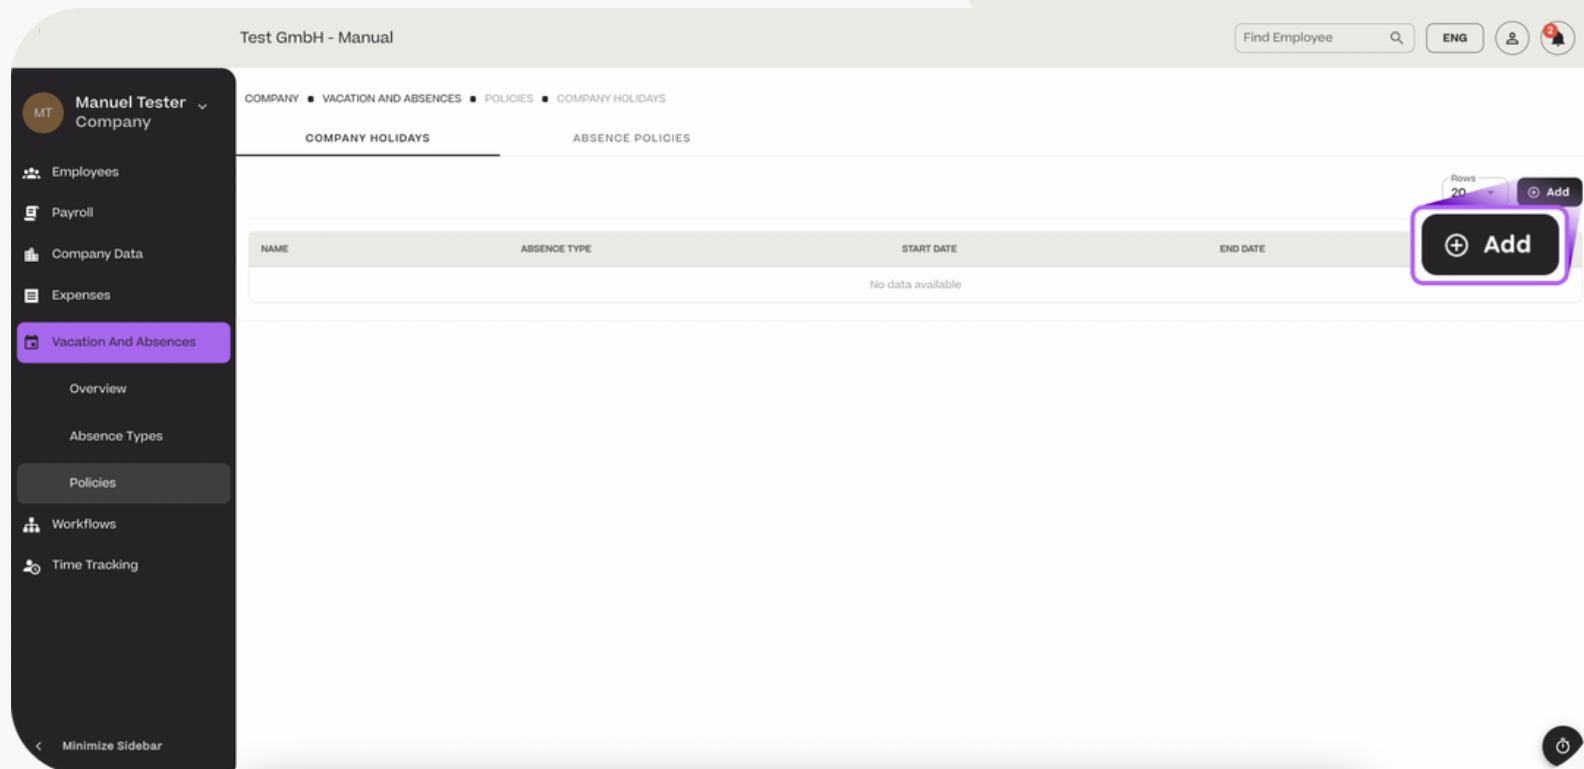 Test GmbH - Manual
Find Employee
ENG
2
MT
Manuel Tester
Company
Employees
Payroll
Company Data
Expenses
Vacation And Absences
Overview
Absence Types
Policies
Workflows
Time Tracking
Minimize Sidebar
COMPANY ■ VACATION AND ABSENCES ■ POLICIES ■ COMPANY HOLIDAYS
COMPANY HOLIDAYS ABSENCE POLICIES
Rows
20
Add
Add
NAME ABSENCE TYPE START DATE END DATE
No data available